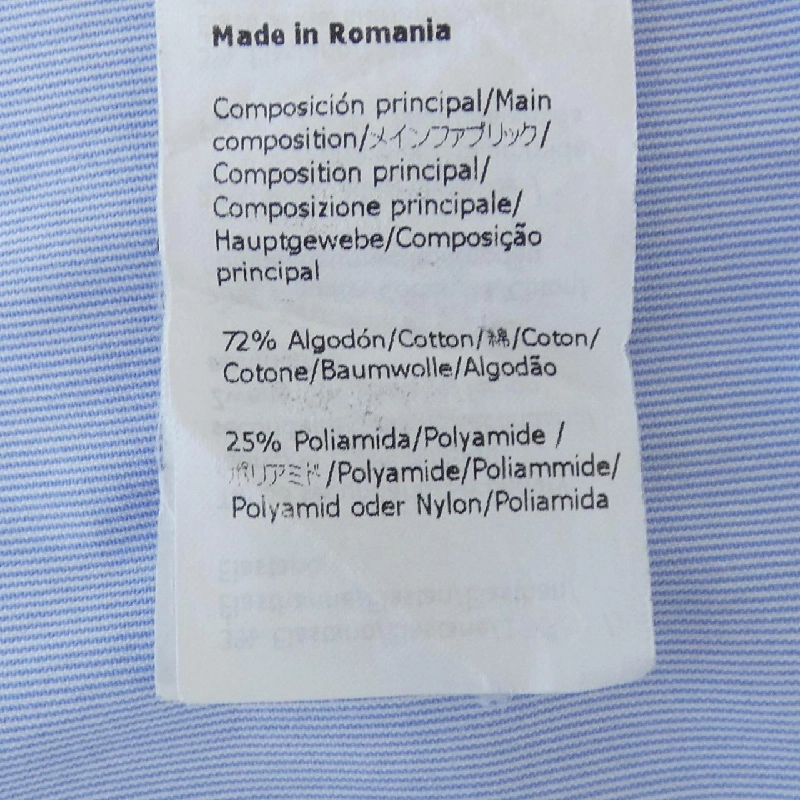 Made in Romania
Composición principal/Main
composition/メインファブリック/
Composition principal/
Composizione principale/
Hauptgewebe/Composição
principal
72% Algodón/Cotton/綿/Coton/
Cotone/Baumwolle/Algodão
25% Poliamida/Polyamide /
ポリアミド/Polyamide/Poliammide/
Polyamid oder Nylon/Poliamida